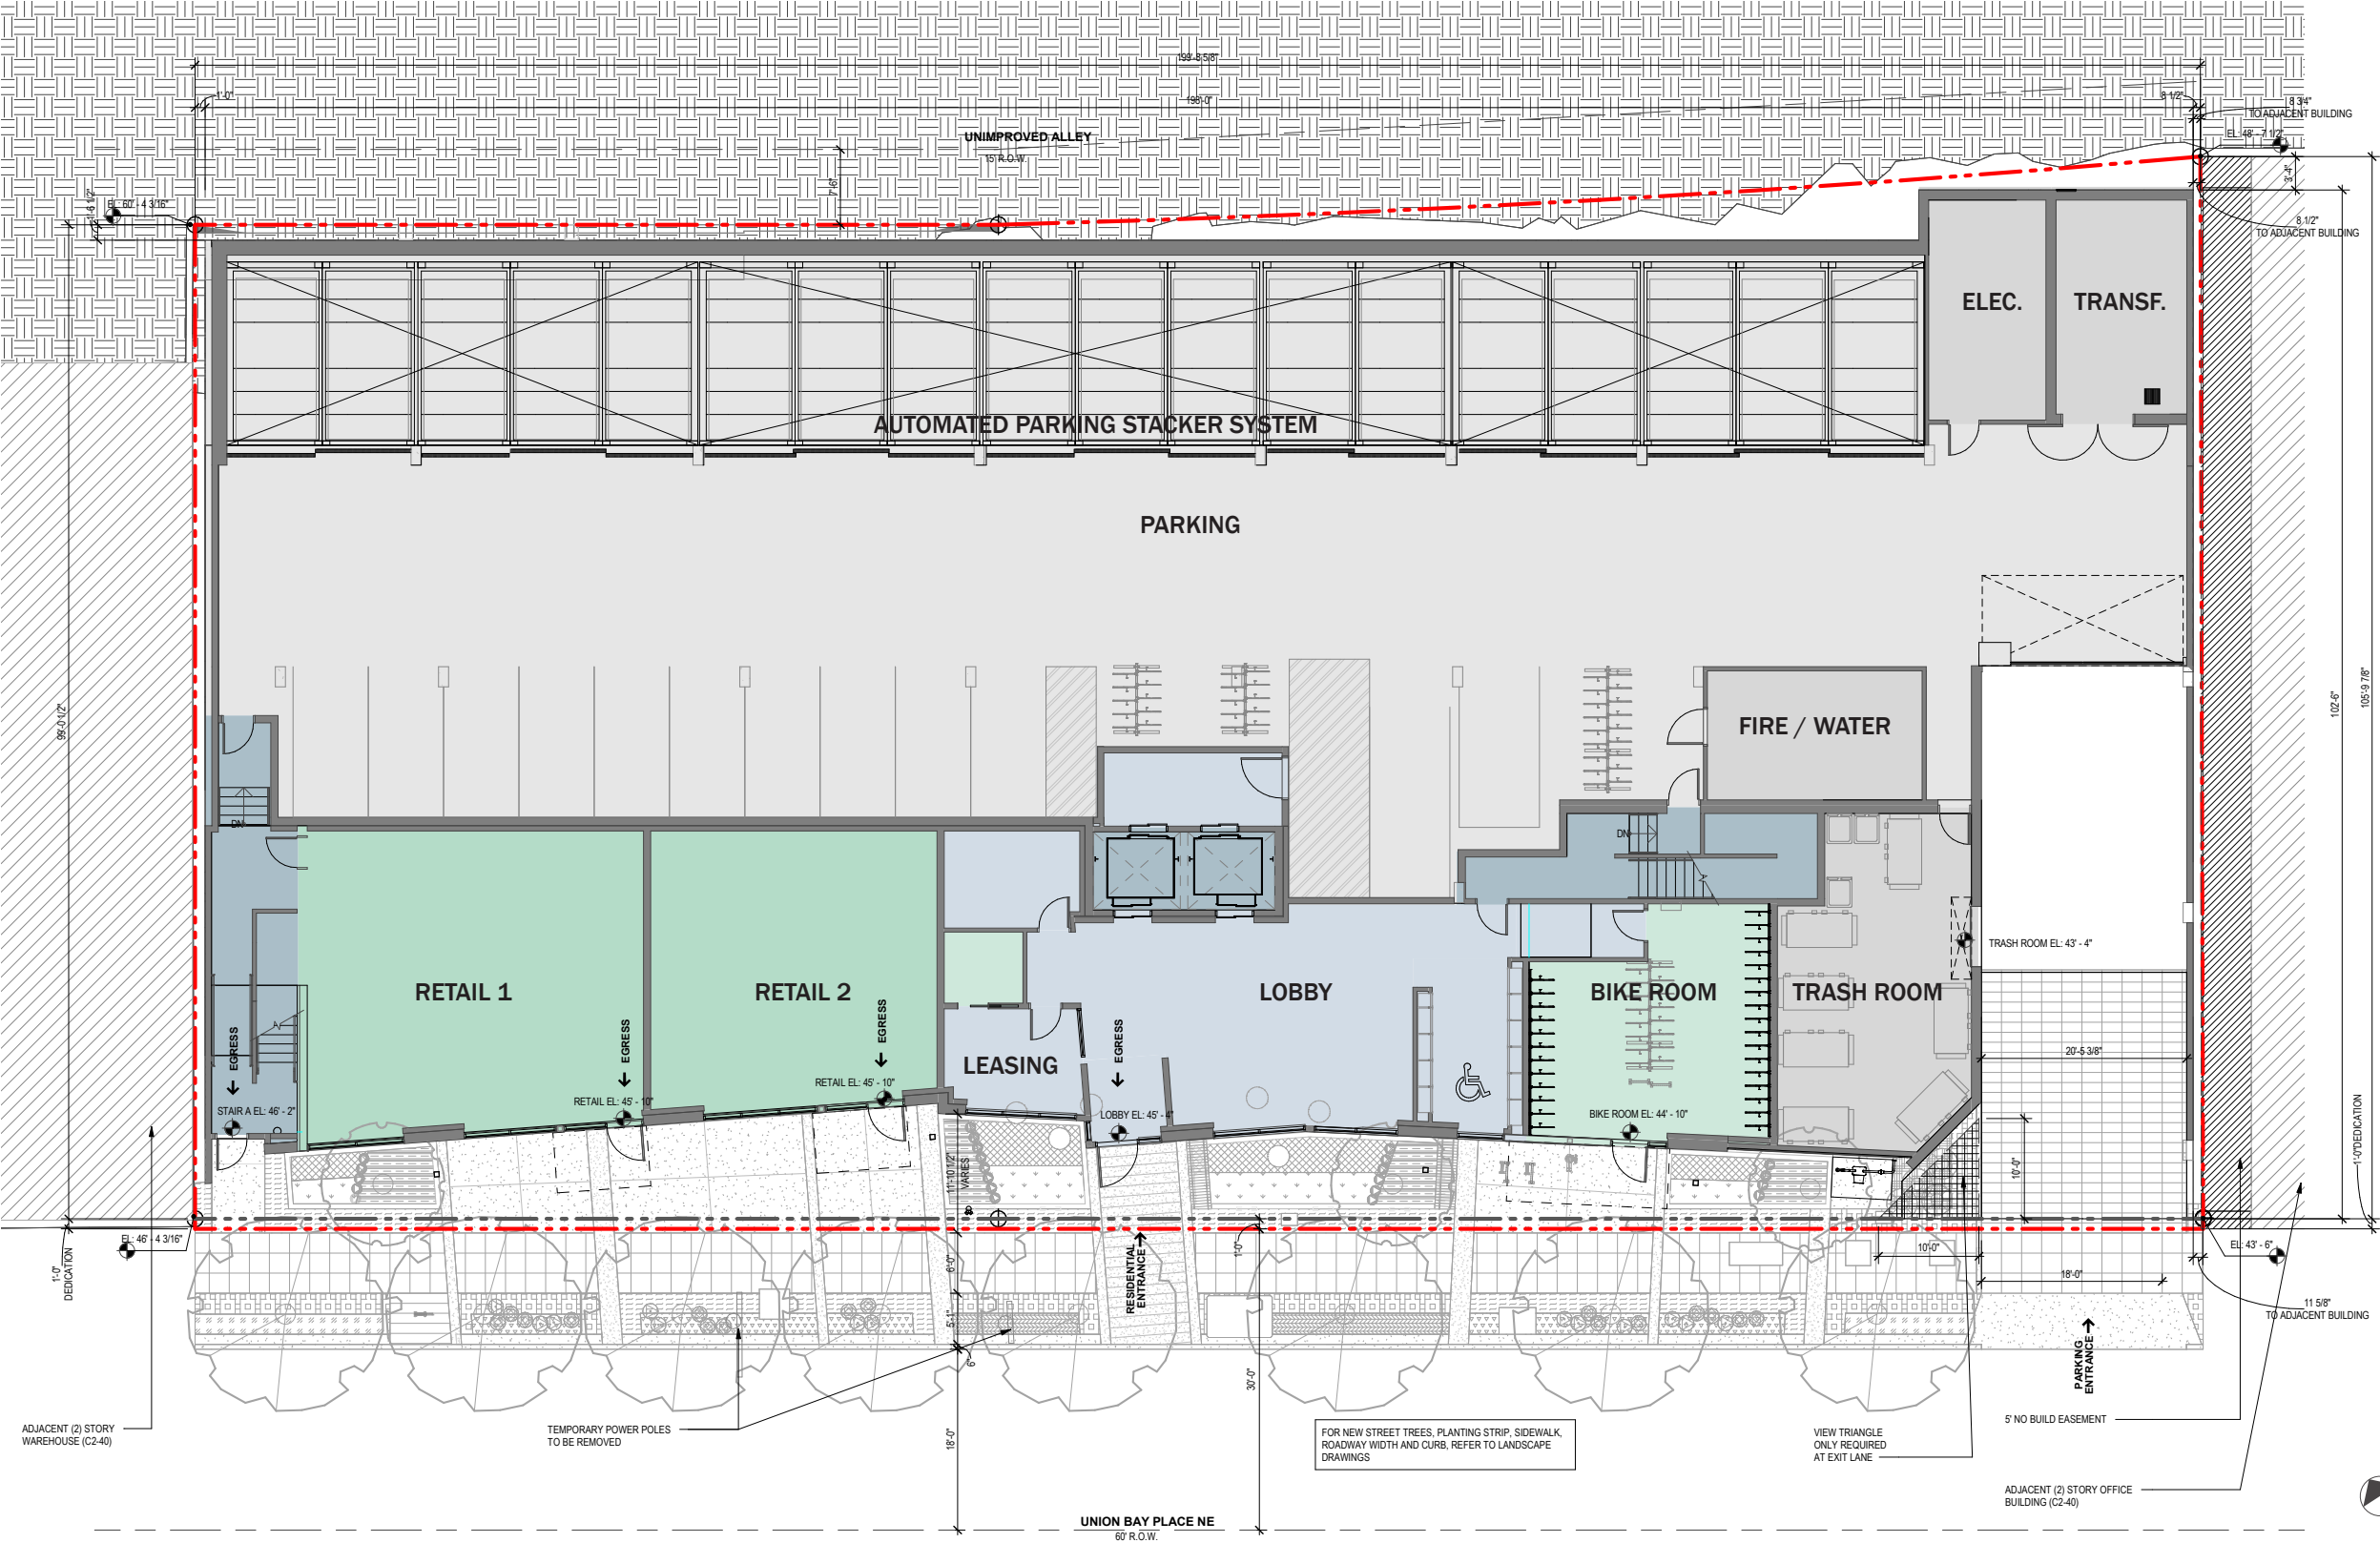 199'-8 5/8"
1'-0"
198'-0"
8 1/2"
8 3/4"
TO ADJACENT BUILDING
UNIMPROVED ALLEY
15' R.O.W.
EL: 48' - 7 1/2"
7'-6"
3'-4"
1'-6 1/2"
EL: 60' - 4 3/16"
8 1/2"
TO ADJACENT BUILDING
ELEC.
TRANSF.
AUTOMATED PARKING STACKER SYSTEM
PARKING
99'-0 1/2"
102'-6"
105'-9 7/8"
FIRE / WATER
DN
DN
RETAIL 1
RETAIL 2
LOBBY
BIKE ROOM
TRASH ROOM
TRASH ROOM EL: 43' - 4"
LEASING
EGRESS
EGRESS
EGRESS
EGRESS
20'-5 3/8"
STAIR A EL: 46' - 2"
RETAIL EL: 45' - 10"
RETAIL EL: 45' - 10"
LOBBY EL: 45' - 4"
BIKE ROOM EL: 44' - 10"
11'-10 1/2"
VARIES
10'-0"
1'-0" DEDICATION
EL: 46' - 4 3/16"
1'-0"
DEDICATION
6'-0"
RESIDENTIAL
ENTRANCE
1'-0"
10'-0"
EL: 43' - 6"
18'-0"
5'-1"
6"
11 5/8"
TO ADJACENT BUILDING
PARKING
ENTRANCE
30'-0"
18'-0"
ADJACENT (2) STORY
WAREHOUSE (C2-40)
TEMPORARY POWER POLES
TO BE REMOVED
FOR NEW STREET TREES, PLANTING STRIP, SIDEWALK,
ROADWAY WIDTH AND CURB, REFER TO LANDSCAPE
DRAWINGS
VIEW TRIANGLE
ONLY REQUIRED
AT EXIT LANE
5' NO BUILD EASEMENT
ADJACENT (2) STORY OFFICE
BUILDING (C2-40)
UNION BAY PLACE NE
60' R.O.W.